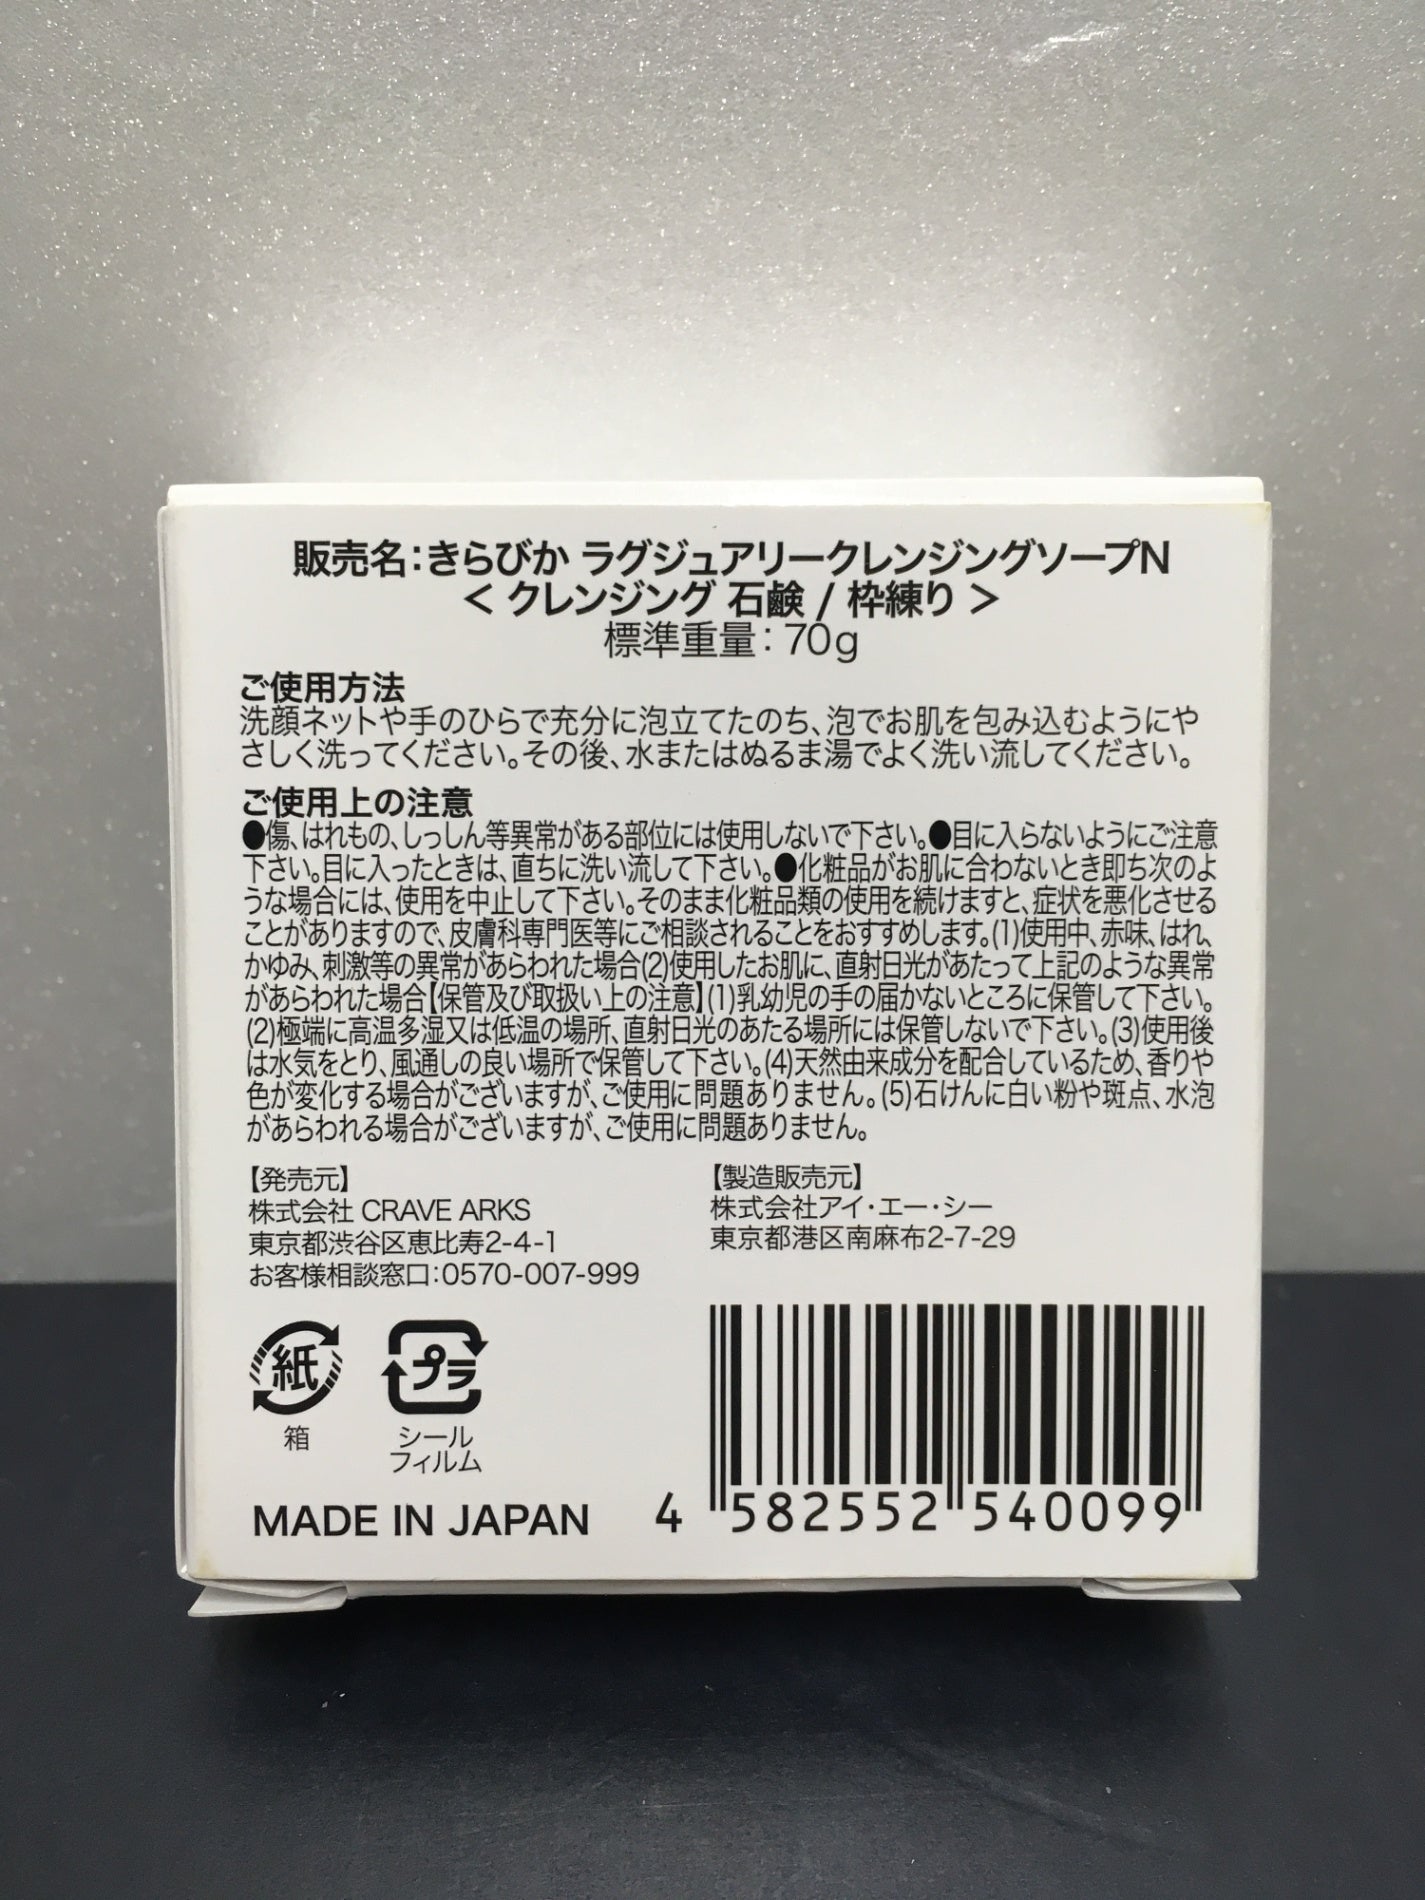 販売名：きらびか ラグジュアリークレンジングソープN
＜ クレンジング 石鹸 / 枠練り ＞
標準重量：70g
ご使用方法
洗顔ネットや手のひらで充分に泡立てたのち、泡でお肌を包み込むようにや
さしく洗ってください。その後、水またはぬるま湯でよく洗い流してください。
ご使用上の注意
●傷、はれもの、しっしん等異常がある部位には使用しないで下さい。●目に入らないようにご注意
下さい。目に入ったときは、直ちに洗い流して下さい。●化粧品がお肌に合わないとき即ち次のよ
うな場合には、使用を中止して下さい。そのまま化粧品類の使用を続けますと、症状を悪化させる
ことがありますので、皮膚科専門医等にご相談されることをおすすめします。(1)使用中、赤味、はれ、
かゆみ、刺激等の異常があらわれた場合(2)使用したお肌に、直射日光があたって上記のような異常
があらわれた場合【保管及び取扱い上の注意】(1)乳幼児の手の届かないところに保管して下さい。
(2)極端に高温多湿又は低温の場所、直射日光のあたる場所には保管しないで下さい。(3)使用後
は水気をとり、風通しの良い場所で保管して下さい。(4)天然由来成分を配合しているため、香りや
色が変化する場合がございますが、ご使用に問題ありません。(5)石けんに白い粉や斑点、水泡
があらわれる場合がございますが、ご使用に問題ありません。
【発売元】
株式会社 CRAVE ARKS
東京都渋谷区恵比寿2-4-1
お客様相談窓口：0570-007-999
【製造販売元】
株式会社アイ・エー・シー
東京都港区南麻布2-7-29
紙
箱
プラ
シール
フィルム
MADE IN JAPAN
4 582552 540099